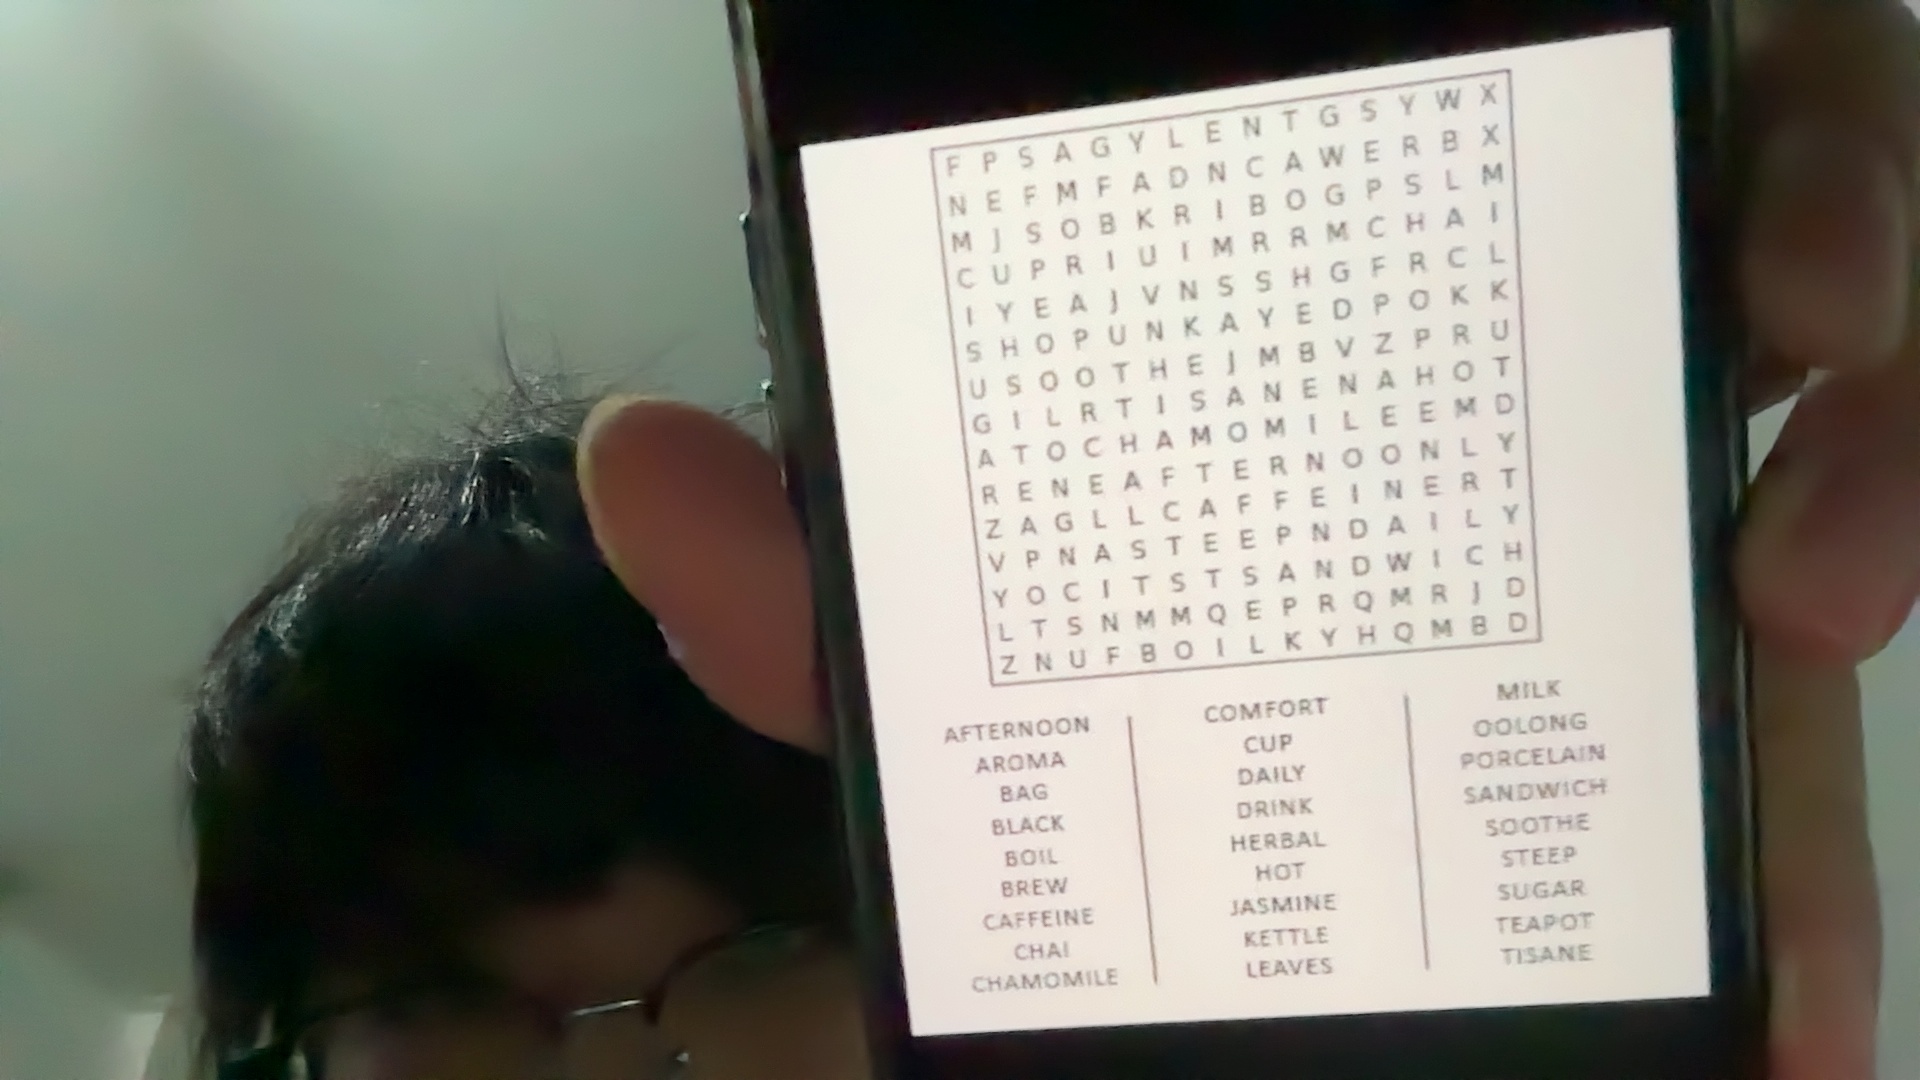 F P S A G Y L E N T G S Y W X
N E F M F A D N C A W E R B X
M J S O B K R I B O G P S L M
C U P R I U I M R R M C H A I
I Y E A J V N S S H G F R C L
S H O P U N K A Y E D P O K K
U S O O T H E J M B V Z P R U
G I L R T I S A N E N A H O T
A T O C H A M O M I L E E M D
R E N E A F T E R N O O N L Y
Z A G L L C A F F E I N E R T
V P N A S T E E P N D A I L Y
Y O C I T S T S A N D W I C H
L T S N M M Q E P R Q M R J D
Z N U F B O I L K Y H Q M B D
AFTERNOON
AROMA
BAG
BLACK
BOIL
BREW
CAFFEINE
CHAI
CHAMOMILE
COMFORT
CUP
DAILY
DRINK
HERBAL
HOT
JASMINE
KETTLE
LEAVES
MILK
OOLONG
PORCELAIN
SANDWICH
SOOTHE
STEEP
SUGAR
TEAPOT
TISANE